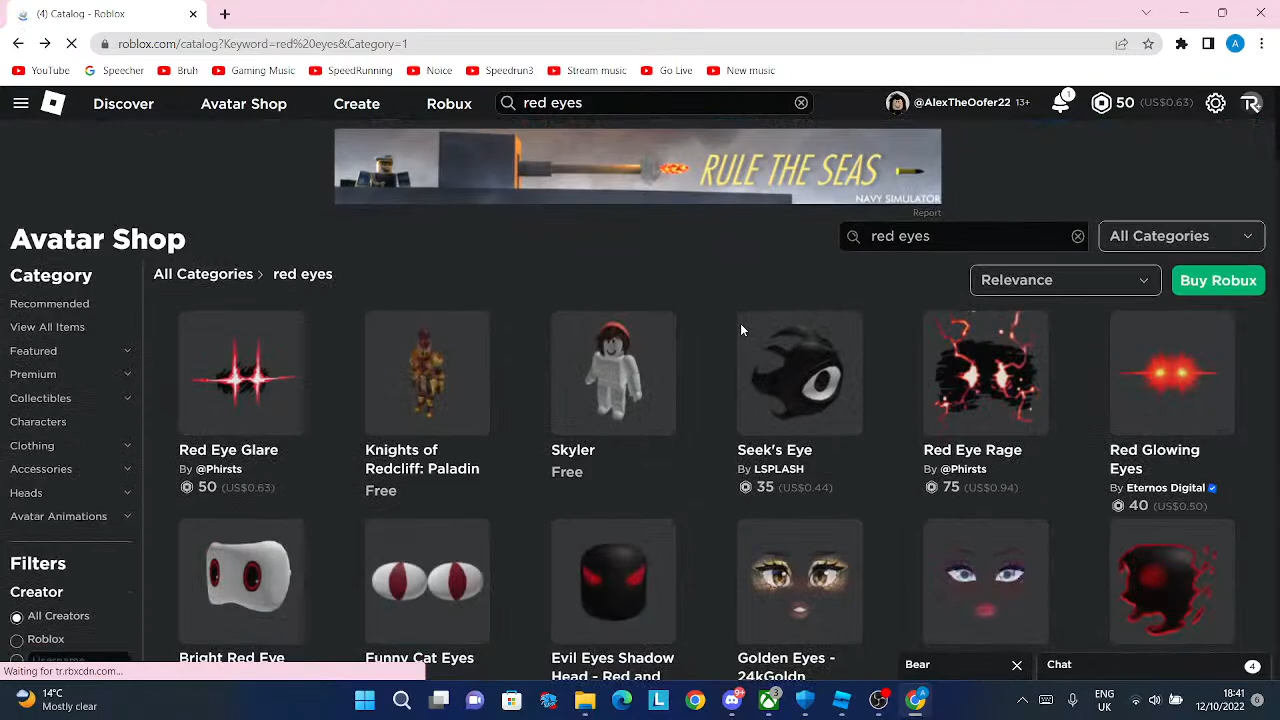 (4) Catalog - Roblox
roblox.com/catalog?Keyword=red%20eyes&Category=1
A
YouTube
Speecher
Bruh
Gaming Music
SpeedRunning
Noice
Speedrun3
Stream music
Go Live
New music
Discover
Avatar Shop
Create
Robux
red eyes
@AlexTheOofer22 13+
1
50 (US$0.63)
RULE THE SEAS
NAVY SIMULATOR
Report
Avatar Shop
red eyes
All Categories
Category
All Categories > red eyes
Relevance
Buy Robux
Recommended
View All Items
Featured
Premium
Collectibles
Characters
Clothing
Accessories
Heads
Avatar Animations
Filters
Creator
All Creators
Roblox
Username
Red Eye Glare
By @Phirsts
50 (US$0.63)
Knights of
Redcliff: Paladin
Free
Skyler
Free
Seek's Eye
By LSPLASH
35 (US$0.44)
Red Eye Rage
By @Phirsts
75 (US$0.94)
Red Glowing
Eyes
By Eternos Digital
40 (US$0.50)
Bright Red Eye
Funny Cat Eyes
Evil Eyes Shadow
Head - Red and
Golden Eyes -
24kGoldn
Waiting for tr.rbxcdn.com...
Bear
Chat
4
14°C
Mostly clear
ENG
UK
18:41
12/10/2022
6